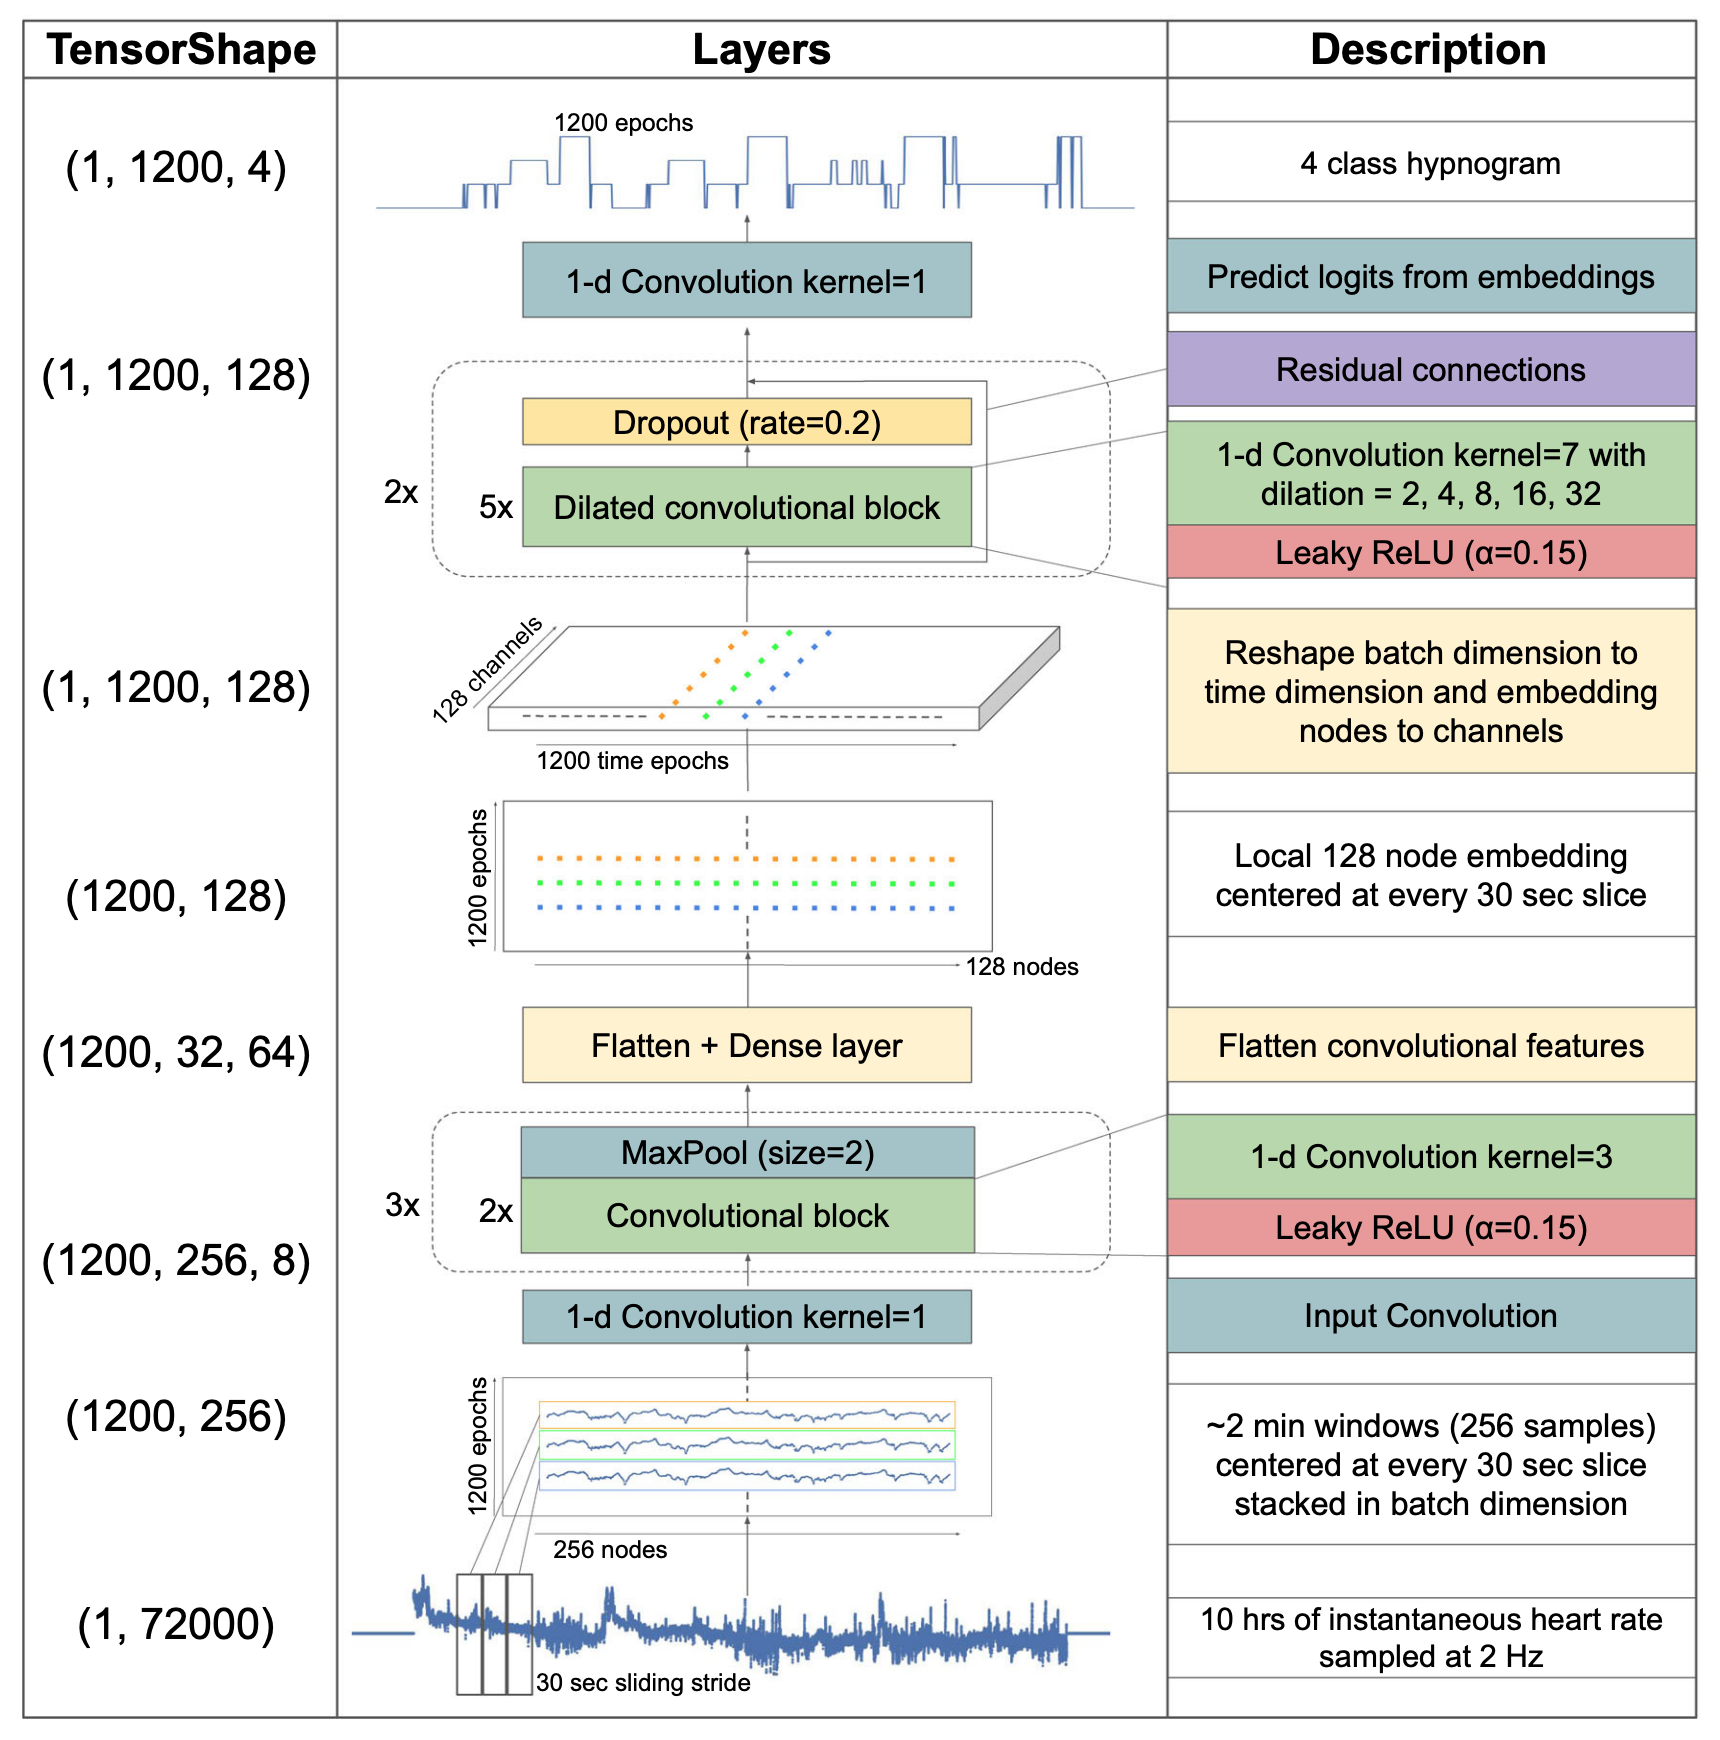 TensorShape
Layers
Description
(1, 1200, 4)
1200 epochs
4 class hypnogram
1-d Convolution kernel=1
Predict logits from embeddings
(1, 1200, 128)
Residual connections
Dropout (rate=0.2)
2x
5x
Dilated convolutional block
1-d Convolution kernel=7 with
dilation = 2, 4, 8, 16, 32
Leaky ReLU (α=0.15)
(1, 1200, 128)
128 channels
1200 time epochs
Reshape batch dimension to
time dimension and embedding
nodes to channels
(1200, 128)
1200 epochs
128 nodes
Local 128 node embedding
centered at every 30 sec slice
(1200, 32, 64)
Flatten + Dense layer
Flatten convolutional features
MaxPool (size=2)
3x
2x
Convolutional block
1-d Convolution kernel=3
Leaky ReLU (α=0.15)
(1200, 256, 8)
1-d Convolution kernel=1
Input Convolution
(1200, 256)
1200 epochs
256 nodes
~2 min windows (256 samples)
centered at every 30 sec slice
stacked in batch dimension
(1, 72000)
30 sec sliding stride
10 hrs of instantaneous heart rate
sampled at 2 Hz